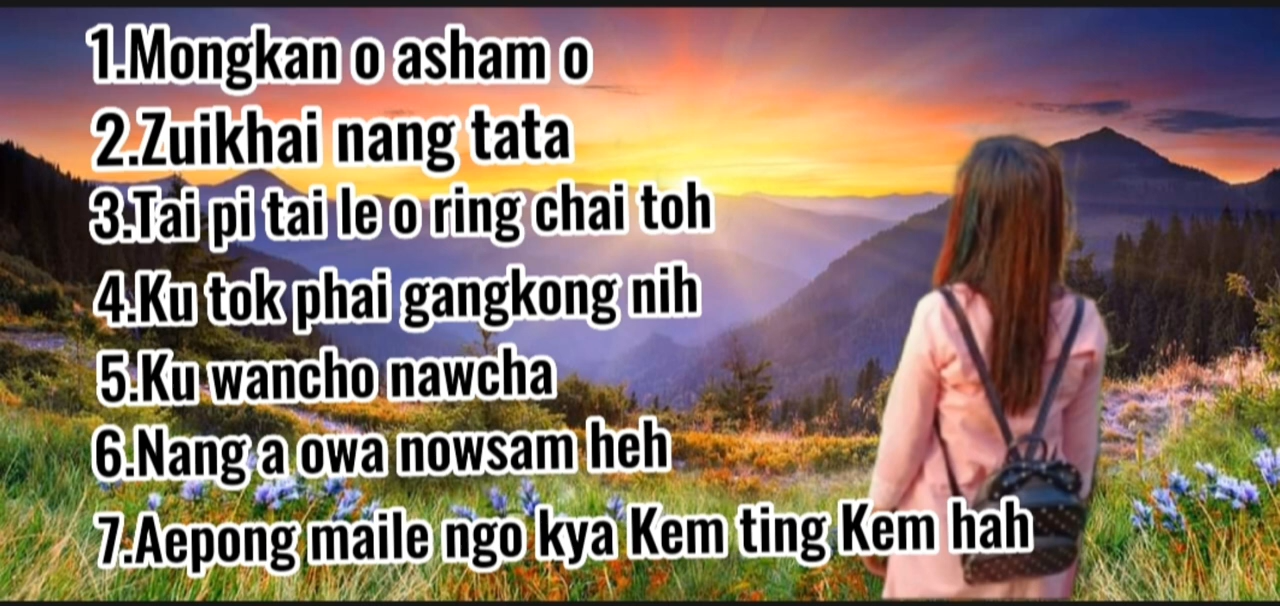 1.Mongkan o asham o
2.Zuikhai nang tata
3.Tai pi tai le o ring chai toh
4.Ku tok phai gangkong nih
5.Ku wancho nawcha
6.Nang a owa nowsam heh
7.Aepong maile ngo kya Kem ting Kem hah